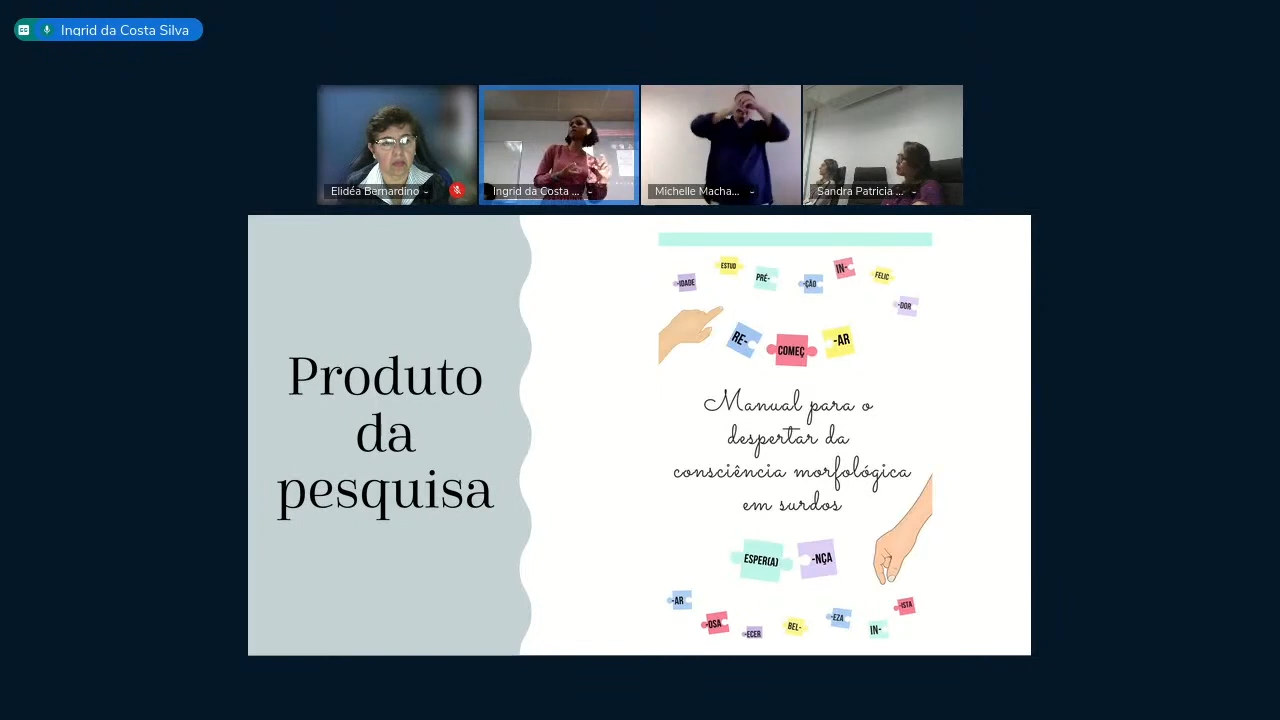 Ingrid da Costa Silva
Elidéa Bernardino
Ingrid da Costa ...
Michelle Macha...
Sandra Patricia ...
Produto
da
pesquisa
-IDADE
ESTUD
PRÉ-
-ÇÃO
IN-
FELIC
-DOR
RE-
COMEÇ
-AR
Manual para o
despertar da
consciência morfológica
em surdos
ESPER(A)
-NÇA
-AR
-OSA
-ECER
BEL-
-EZA
IN-
-ISTA